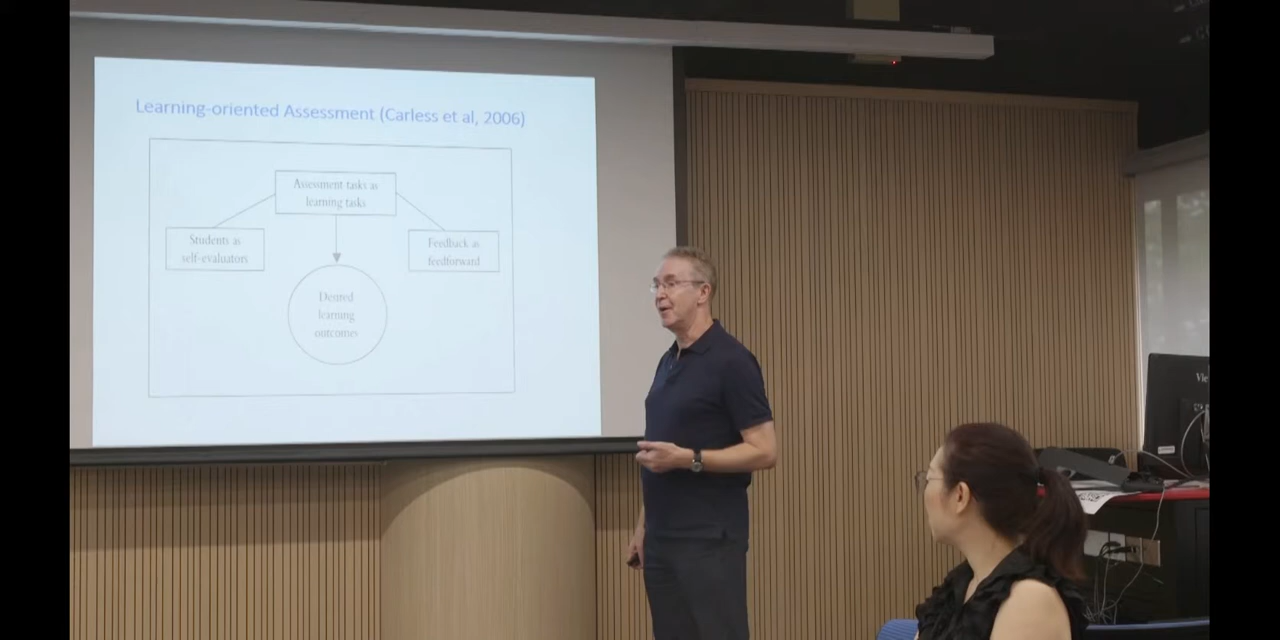 Learning-oriented Assessment (Carless et al, 2006)
Assessment tasks as
learning tasks
Students as
self-evaluators
Feedback as
feedforward
Desired
learning
outcomes